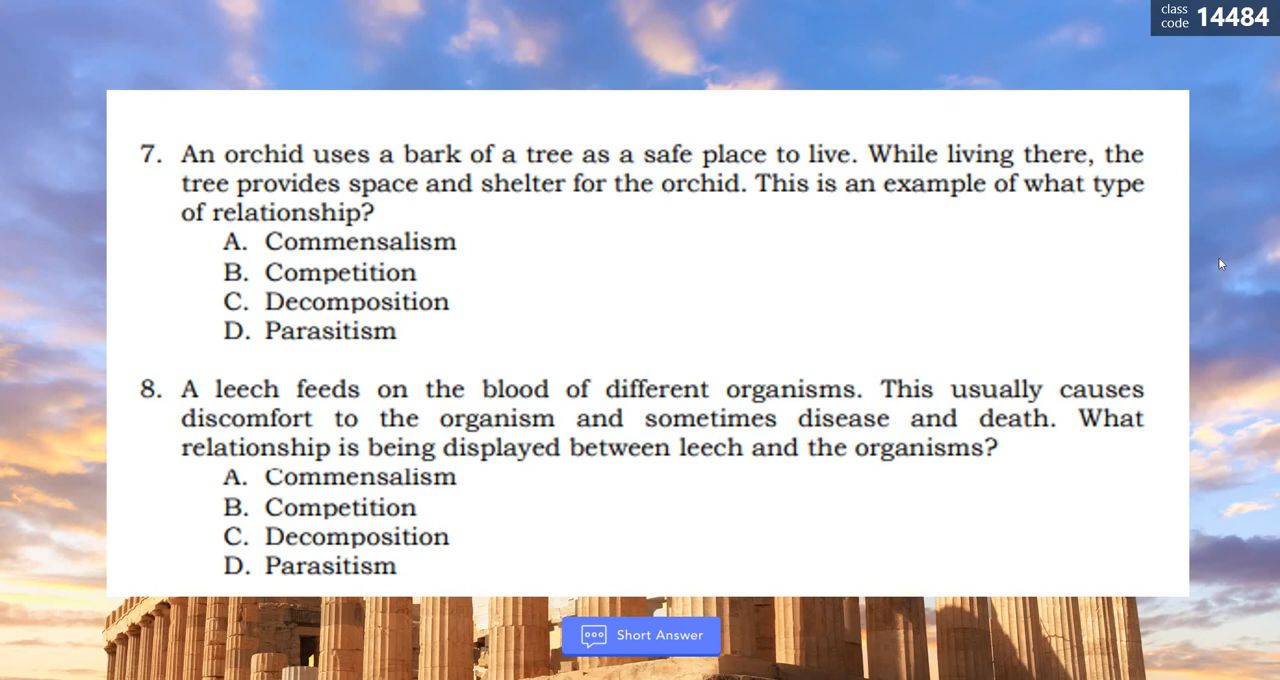 class
code 14484
7. An orchid uses a bark of a tree as a safe place to live. While living there, the
tree provides space and shelter for the orchid. This is an example of what type
of relationship?
A. Commensalism
B. Competition
C. Decomposition
D. Parasitism
8. A leech feeds on the blood of different organisms. This usually causes
discomfort to the organism and sometimes disease and death. What
relationship is being displayed between leech and the organisms?
A. Commensalism
B. Competition
C. Decomposition
D. Parasitism
Short Answer